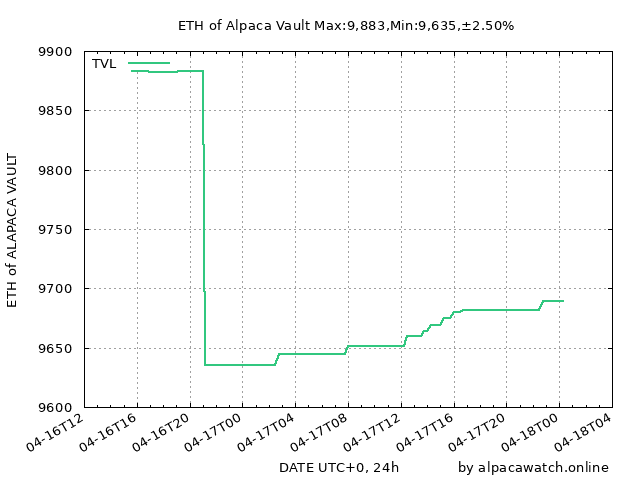 ETH of Alpaca Vault Max:9,883,Min:9,635,±2.50%
TVL
9900
9850
9800
9750
9700
9650
9600
ETH of ALAPACA VAULT
04-16T12
04-16T16
04-16T20
04-17T00
04-17T04
04-17T08
04-17T12
04-17T16
04-17T20
04-18T00
04-18T04
DATE UTC+0, 24h
by alpacawatch.online